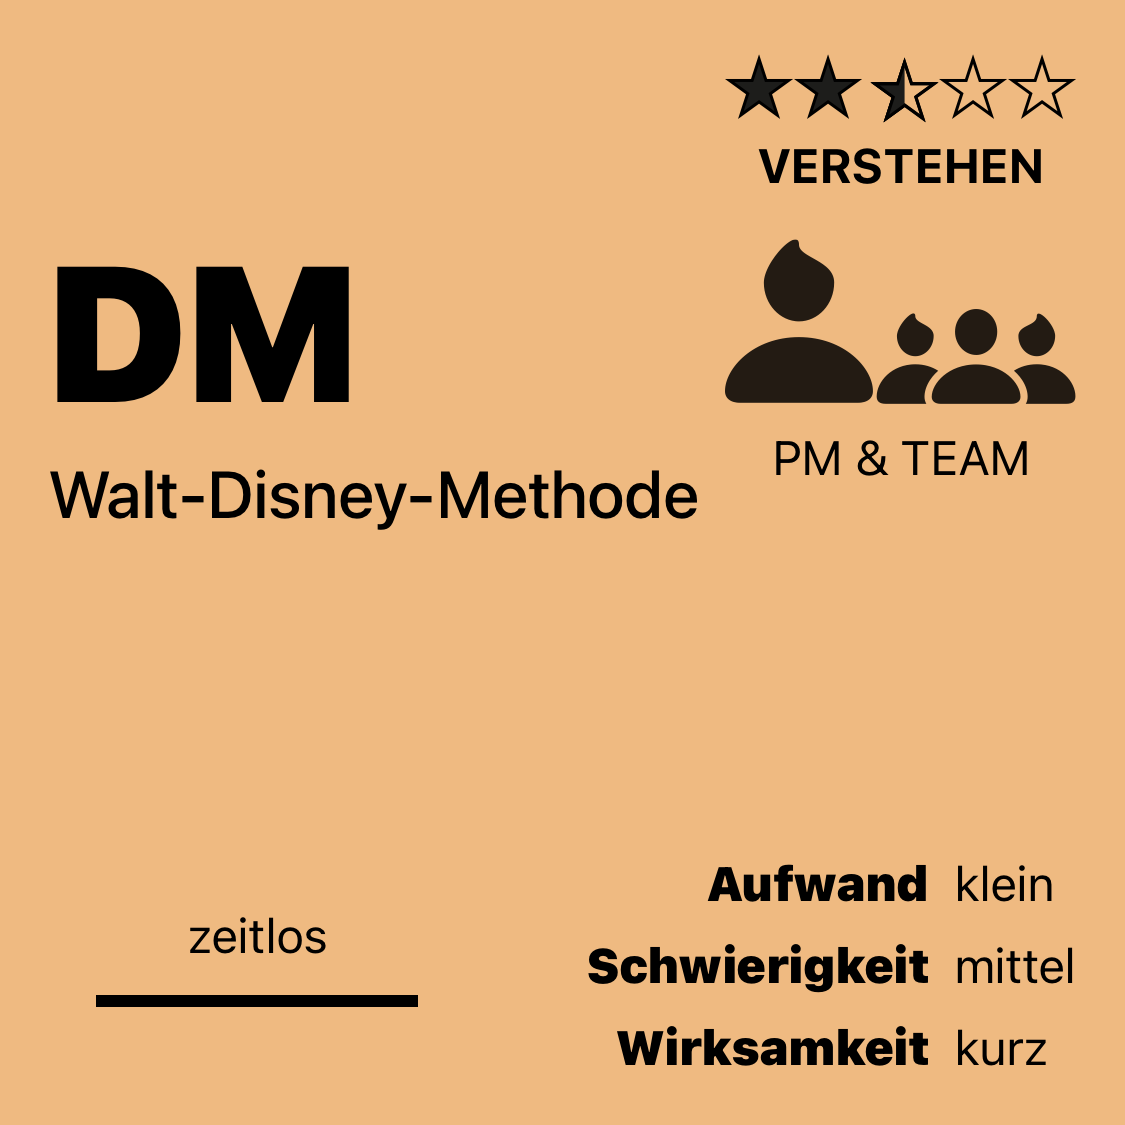 VERSTEHEN
DM
Walt-Disney-Methode
PM & TEAM
zeitlos
Aufwand klein
Schwierigkeit mittel
Wirksamkeit kurz